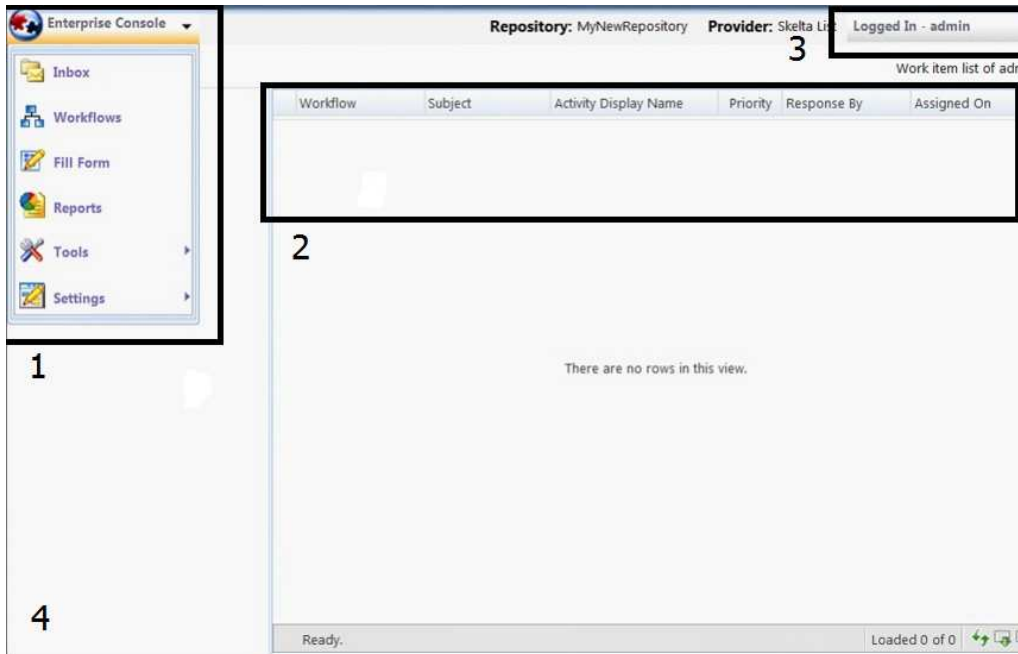 Enterprise Console
Repository: MyNewRepository Provider: Skelta List
Logged In - admin
3
Work item list of
Inbox
Workflows
Fill Form
Reports
Tools
Settings
1
Workflow Subject Activity Display Name Priority Response By Assigned On
2
There are no rows in this view.
4
Ready. Loaded 0 of 0